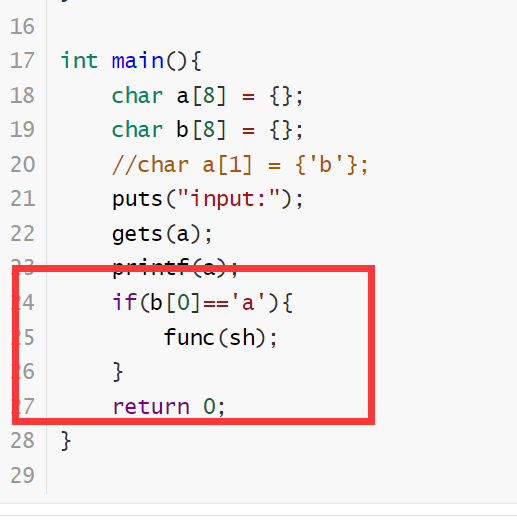 16
17 int main(){
18 char a[8] = {};
19 char b[8] = {};
20 //char a[1] = {'b'};
21 puts("input:");
22 gets(a);
23 printf(a);
24 if(b[0]=='a'){
25 func(sh);
26 }
27 return 0;
28 }
29